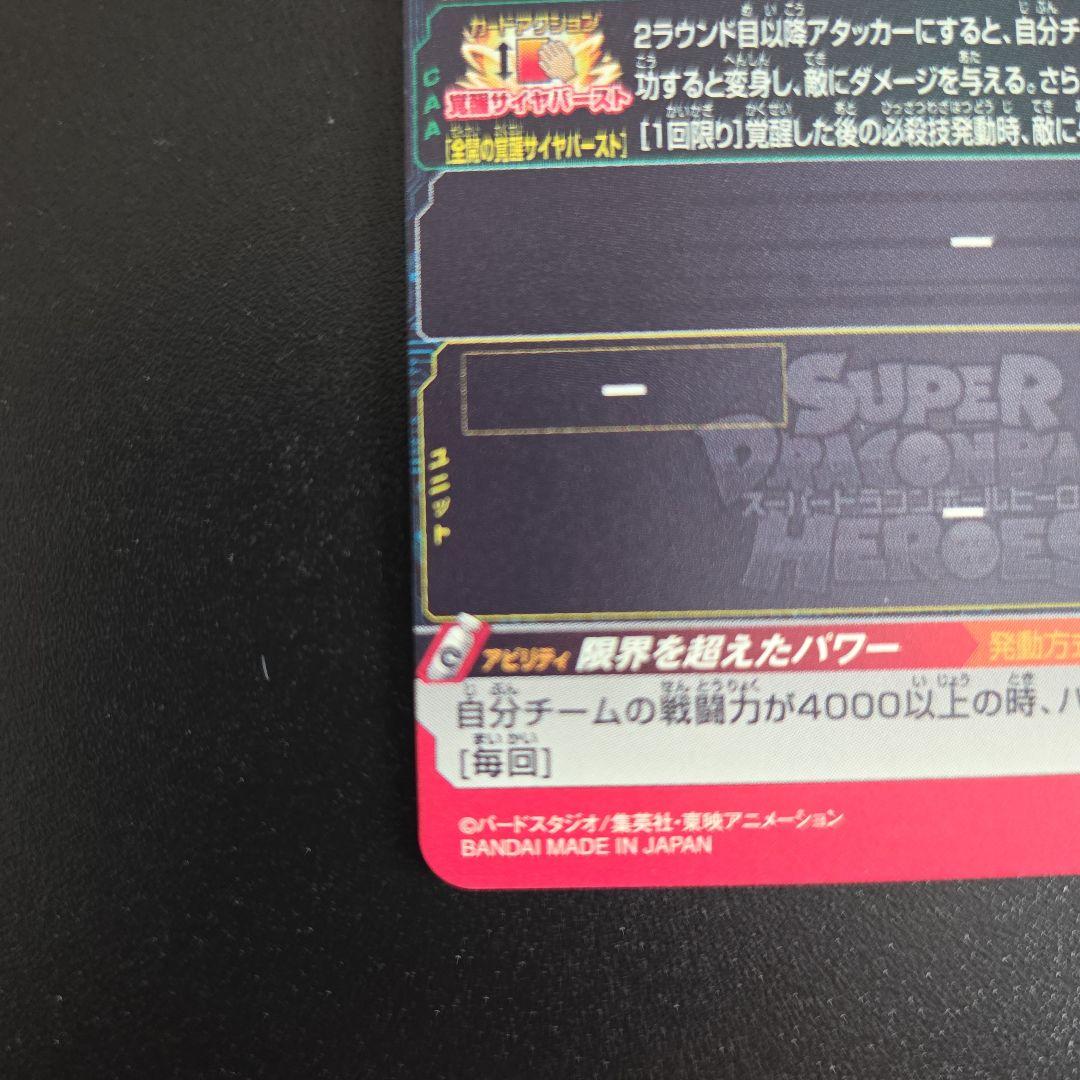 カードアクション
覚醒サイヤバースト
[全開の覚醒サイヤバースト]
CAA
2ラウンド目以降アタッカーにすると、自分チ
功すると変身し、敵にダメージを与える。さら
[1回限り]覚醒した後の必殺技発動時、敵に
ー
ユニット
ー
ー
SUPER
DRAGONBA
スーパードラゴンボールヒーロ
HEROES
アビリティ 限界を超えたパワー 発動方式
自分チームの戦闘力が4000以上の時、パ
[毎回]
©バードスタジオ/集英社・東映アニメーション
BANDAI MADE IN JAPAN